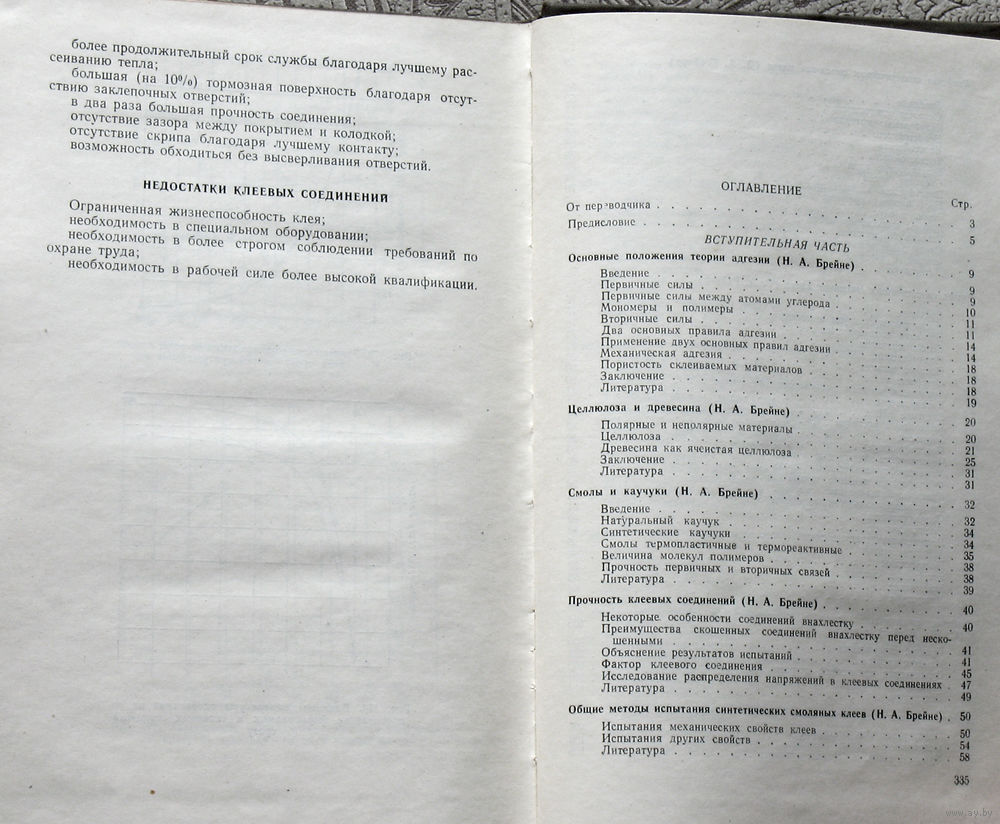 более продолжительный срок службы благодаря лучшему рас-
сеиванию тепла;
большая (на 10%) тормозная поверхность благодаря отсут-
ствию заклепочных отверстий;
в два раза большая прочность соединения;
отсутствие зазора между покрытием и колодкой;
отсутствие скрипа благодаря лучшему контакту;
возможность обходиться без высверливания отверстий.
НЕДОСТАТКИ КЛЕЕВЫХ СОЕДИНЕНИЙ
Ограниченная жизнеспособность клея;
необходимость в специальном оборудовании;
необходимость в более строгом соблюдении требований по
охране труда;
необходимость в рабочей силе более высокой квалификации.
ОГЛАВЛЕНИЕ
Стр.
От переводчика . . . 3
Предисловие . . . 5
ВСТУПИТЕЛЬНАЯ ЧАСТЬ
Основные положения теории адгезии (Н. А. Брейне) . . . 9
Введение . . . 9
Первичные силы . . . 9
Первичные силы между атомами углерода . . . 10
Мономеры и полимеры . . . 11
Вторичные силы . . . 11
Два основных правила адгезии . . . 14
Применение двух основных правил адгезии . . . 14
Механическая адгезия . . . 18
Пористость склеиваемых материалов . . . 18
Заключение . . . 18
Литература . . . 19
Целлюлоза и древесина (Н. А. Брейне) . . . 20
Полярные и неполярные материалы . . . 20
Целлюлоза . . . 21
Древесина как ячеистая целлюлоза . . . 25
Заключение . . . 31
Литература . . . 31
Смолы и каучуки (Н. А. Брейне) . . . 32
Введение . . . 32
Натуральный каучук . . . 34
Синтетические каучуки . . . 34
Смолы термопластичные и термореактивные . . . 35
Величина молекул полимеров . . . 38
Прочность первичных и вторичных связей . . . 38
Литература . . . 39
Прочность клеевых соединений (Н. А. Брейне) . . . 40
Некоторые особенности соединений внахлестку . . . 40
Преимущества скошенных соединений внахлестку перед неско-
шенными . . . 41
Объяснение результатов испытаний . . . 41
Фактор клеевого соединения . . . 45
Исследование распределения напряжений в клеевых соединениях . 47
Литература . . . 49
Общие методы испытания синтетических смоляных клеев (Н. А. Брейне) . 50
Испытания механических свойств клеев . . . 50
Испытания других свойств . . . 54
Литература . . . 58
335
www.ay.by